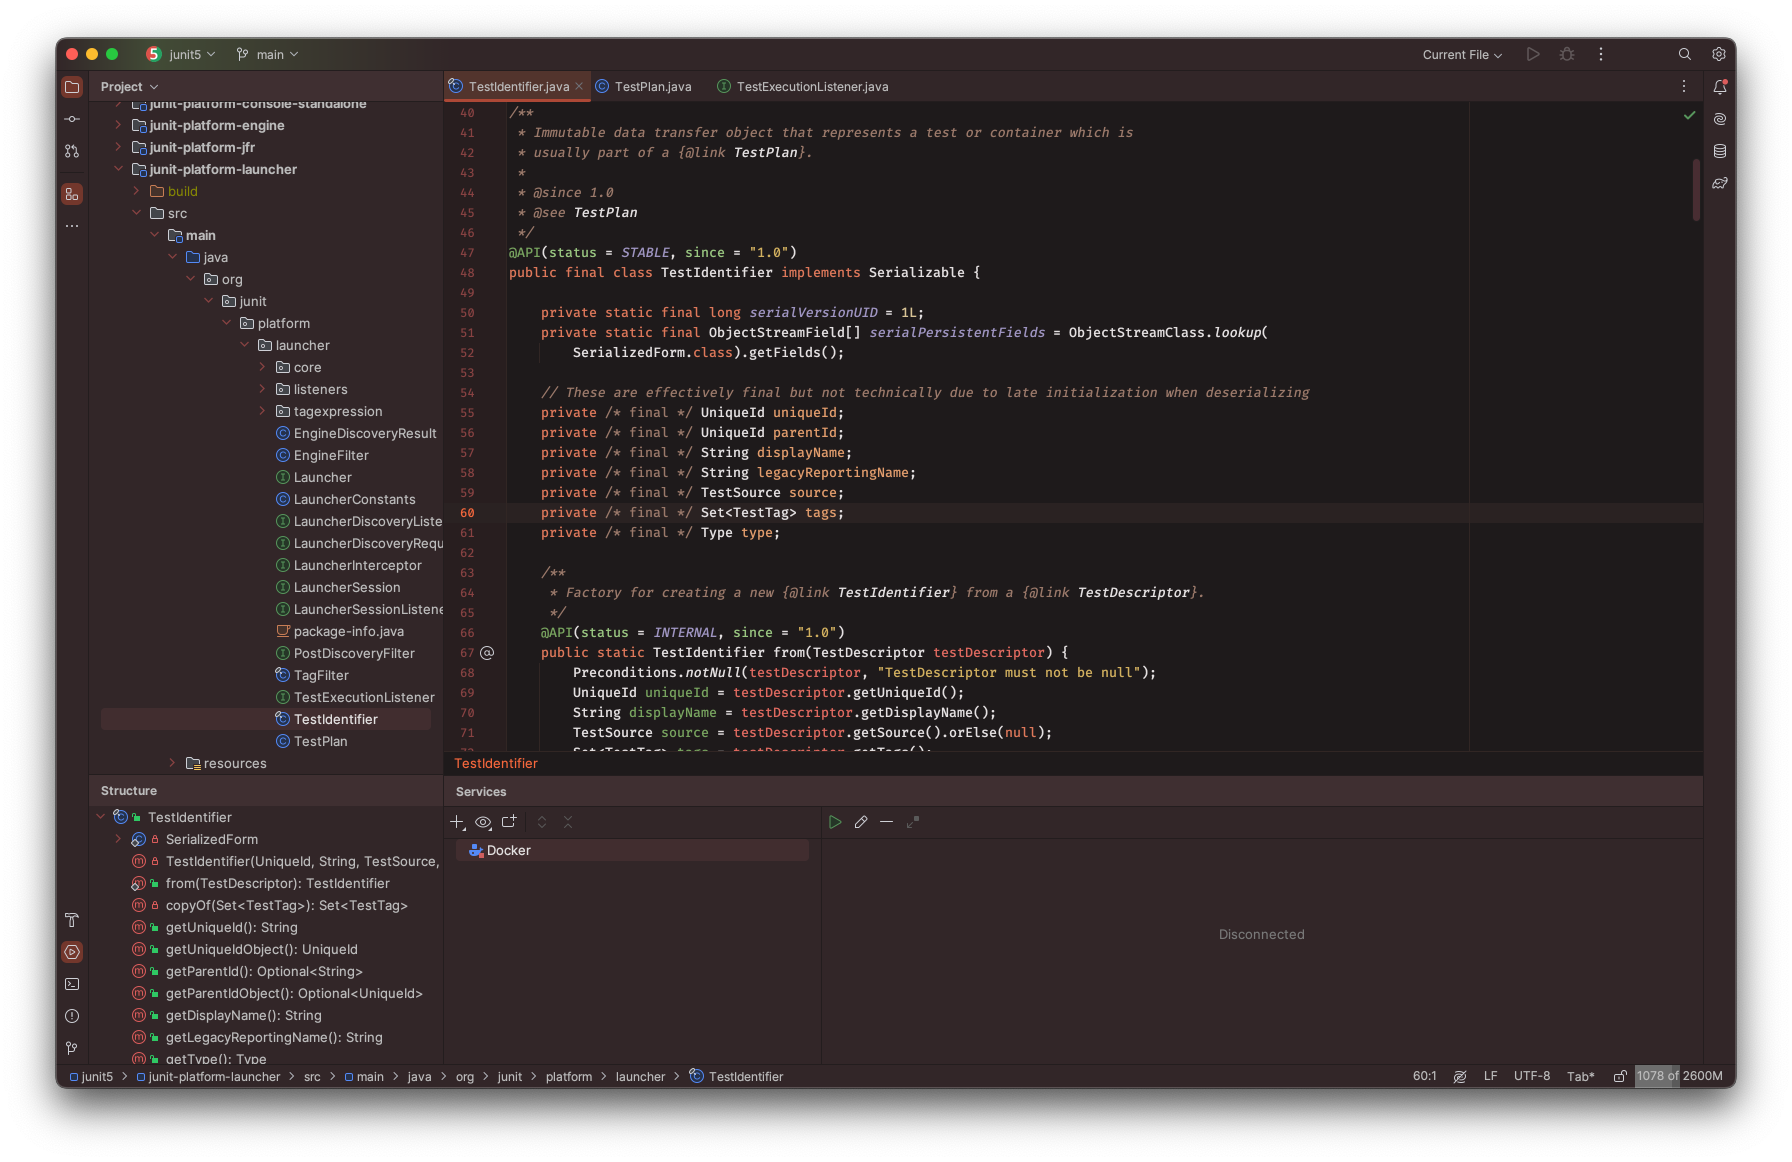 5 junit5 main Current File
Project
junit-platform-console-standalone
junit-platform-engine
junit-platform-jfr
junit-platform-launcher
build
src
main
java
org
junit
platform
launcher
core
listeners
tagexpression
EngineDiscoveryResult
EngineFilter
Launcher
LauncherConstants
LauncherDiscoveryListe
LauncherDiscoveryRequ
LauncherInterceptor
LauncherSession
LauncherSessionListene
package-info.java
PostDiscoveryFilter
TagFilter
TestExecutionListener
TestIdentifier
TestPlan
resources
TestIdentifier.java TestPlan.java TestExecutionListener.java
40 /**
41 * Immutable data transfer object that represents a test or container which is
42 * usually part of a {@link TestPlan}.
43 *
44 * @since 1.0
45 * @see TestPlan
46 */
47 @API(status = STABLE, since = "1.0")
48 public final class TestIdentifier implements Serializable {
49
50 private static final long serialVersionUID = 1L;
51 private static final ObjectStreamField[] serialPersistentFields = ObjectStreamClass.lookup(
52 SerializedForm.class).getFields();
53
54 // These are effectively final but not technically due to late initialization when deserializing
55 private /* final */ UniqueId uniqueId;
56 private /* final */ UniqueId parentId;
57 private /* final */ String displayName;
58 private /* final */ String legacyReportingName;
59 private /* final */ TestSource source;
60 private /* final */ Set<TestTag> tags;
61 private /* final */ Type type;
62
63 /**
64 * Factory for creating a new {@link TestIdentifier} from a {@link TestDescriptor}.
65 */
66 @API(status = INTERNAL, since = "1.0")
67 @ public static TestIdentifier from(TestDescriptor testDescriptor) {
68 Preconditions.notNull(testDescriptor, "TestDescriptor must not be null");
69 UniqueId uniqueId = testDescriptor.getUniqueId();
70 String displayName = testDescriptor.getDisplayName();
71 TestSource source = testDescriptor.getSource().orElse(null);
72 Set<TestTag> tags = testDescriptor.getTags();
TestIdentifier
Structure
TestIdentifier
SerializedForm
TestIdentifier(UniqueId, String, TestSource,
from(TestDescriptor): TestIdentifier
copyOf(Set<TestTag>): Set<TestTag>
getUniqueId(): String
getUniqueIdObject(): UniqueId
getParentId(): Optional<String>
getParentIdObject(): Optional<UniqueId>
getDisplayName(): String
getLegacyReportingName(): String
getType(): Type
Services
Docker
Disconnected
junit5 > junit-platform-launcher > src > main > java > org > junit > platform > launcher > TestIdentifier 60:1 LF UTF-8 Tab* 1078 of 2600M